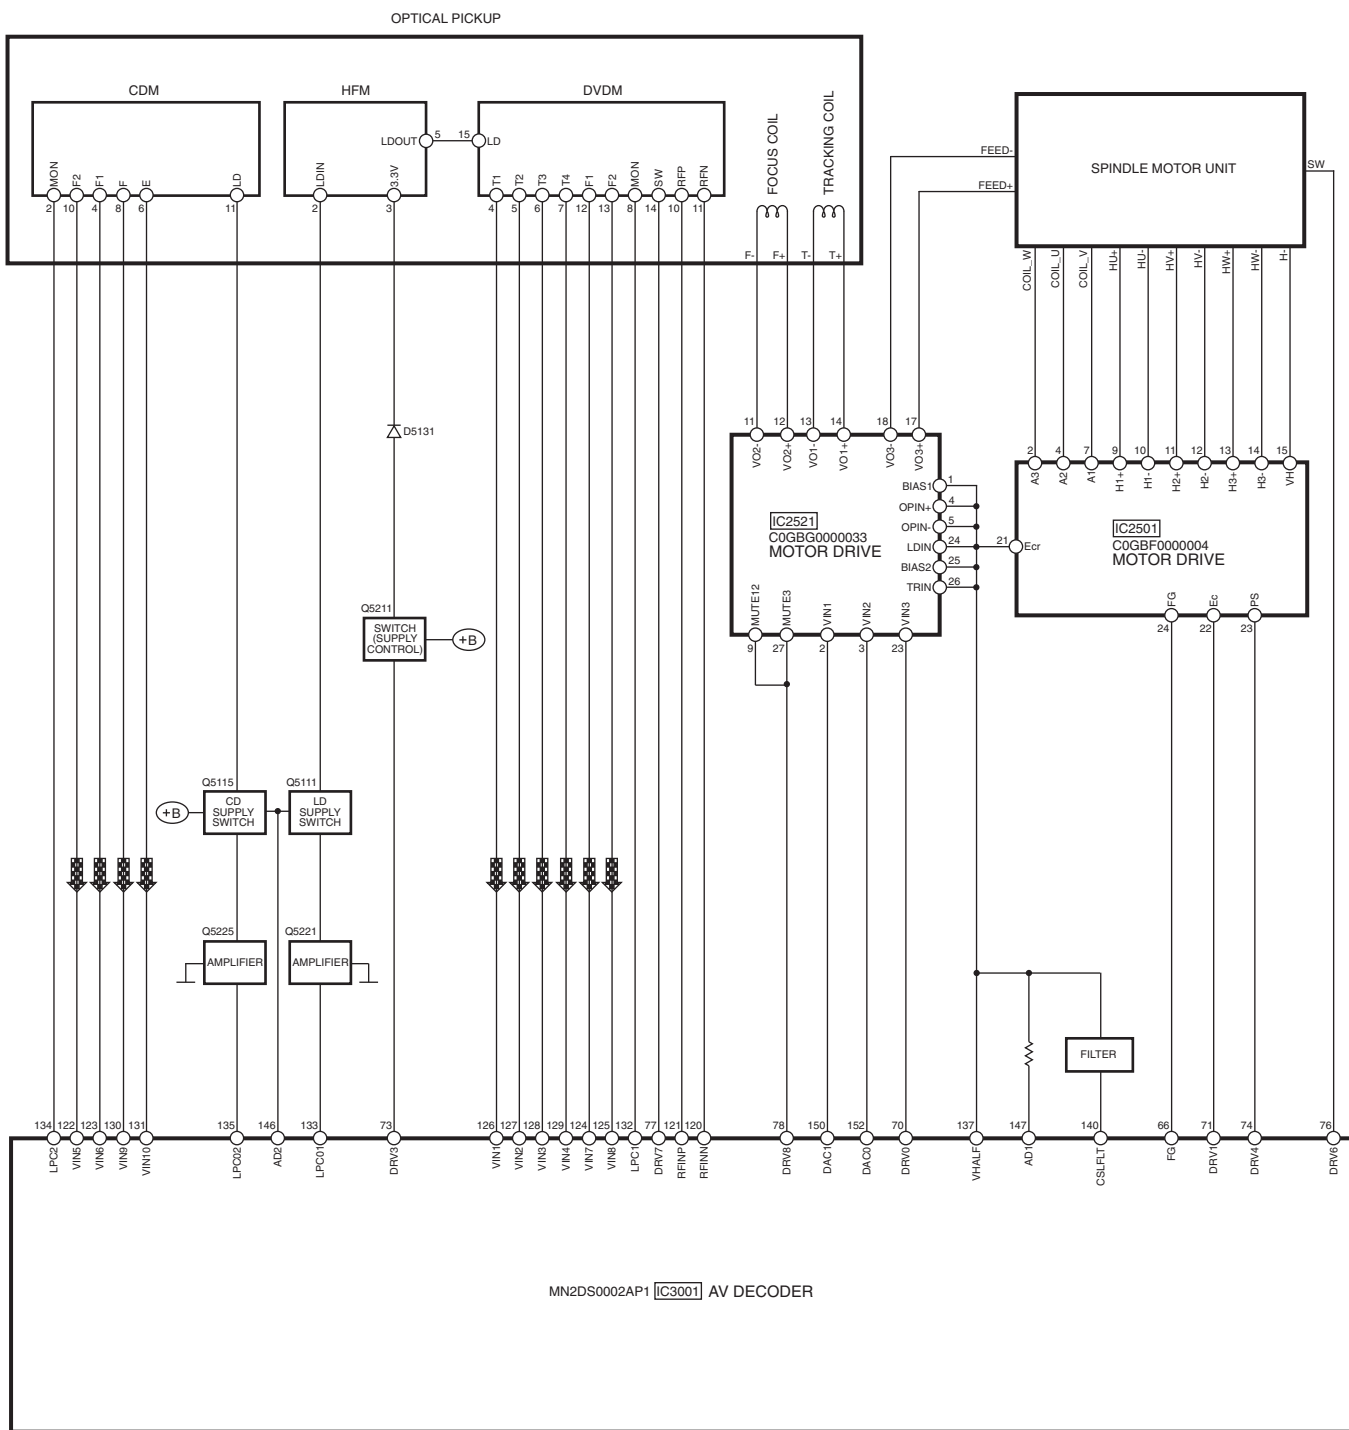 OPTICAL PICKUP
CDM
HFM
DVDM
FOCUS COIL
TRACKING COIL
LDOUT
5
15
LD
MON
F2
F1
F
E
LD
LDIN
3.3V
T1
T2
T3
T4
F1
F2
MON
SW
RFP
RFN
2
10
4
8
6
11
2
3
4
5
6
7
12
13
8
14
10
11
F-
F+
T-
T+
FEED-
FEED+
SPINDLE MOTOR UNIT
SW
COIL_W
COIL_U
COIL_V
HU+
HU-
HV+
HV-
HW+
HW-
H-
D5131
11
12
13
14
18
17
VO2-
VO2+
VO1-
VO1+
VO3-
VO3+
BIAS1
1
OPIN+
4
OPIN-
5
LDIN
24
BIAS2
25
TRIN
26
IC2521
C0GBG0000033
MOTOR DRIVE
MUTE12
MUTE3
VIN1
VIN2
VIN3
9
27
2
3
23
2
4
7
9
10
11
12
13
14
15
A3
A2
A1
H1+
H1-
H2+
H2-
H3+
H3-
VH
21
Ecr
IC2501
C0GBF0000004
MOTOR DRIVE
FG
Ec
PS
24
22
23
Q5211
SWITCH
(SUPPLY
CONTROL)
+B
Q5115
CD
SUPPLY
SWITCH
+B
Q5111
LD
SUPPLY
SWITCH
Q5225
AMPLIFIER
Q5221
AMPLIFIER
FILTER
134
122
123
130
131
135
146
133
73
126
127
128
129
124
125
132
77
121
120
78
150
152
70
137
147
140
66
71
74
76
LPC2
VIN5
VIN6
VIN9
VIN10
LPC02
AD2
LPC01
DRV3
VIN1
VIN2
VIN3
VIN4
VIN7
VIN8
LPC1
DRV7
RFINP
RFINN
DRV8
DAC1
DAC0
DRV0
VHALF
AD1
CSLFLT
FG
DRV1
DRV4
DRV6
MN2DS0002AP1 IC3001 AV DECODER